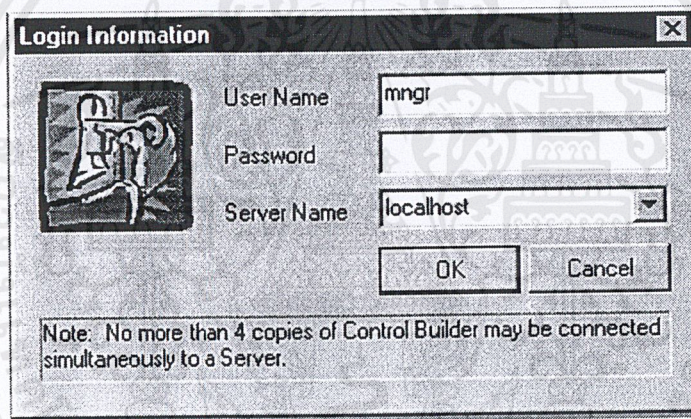 Login Information
User Name
mngr
Password
Server Name
localhost
OK
Cancel
Note: No more than 4 copies of Control Builder may be connected
simultaneously to a Server.